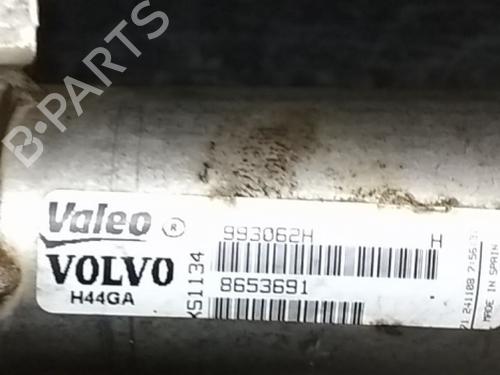 B-PARTS
Valeo ®
993062H
H
VOLVO
8653691
H44GA
KS1134
MADE IN SPAIN